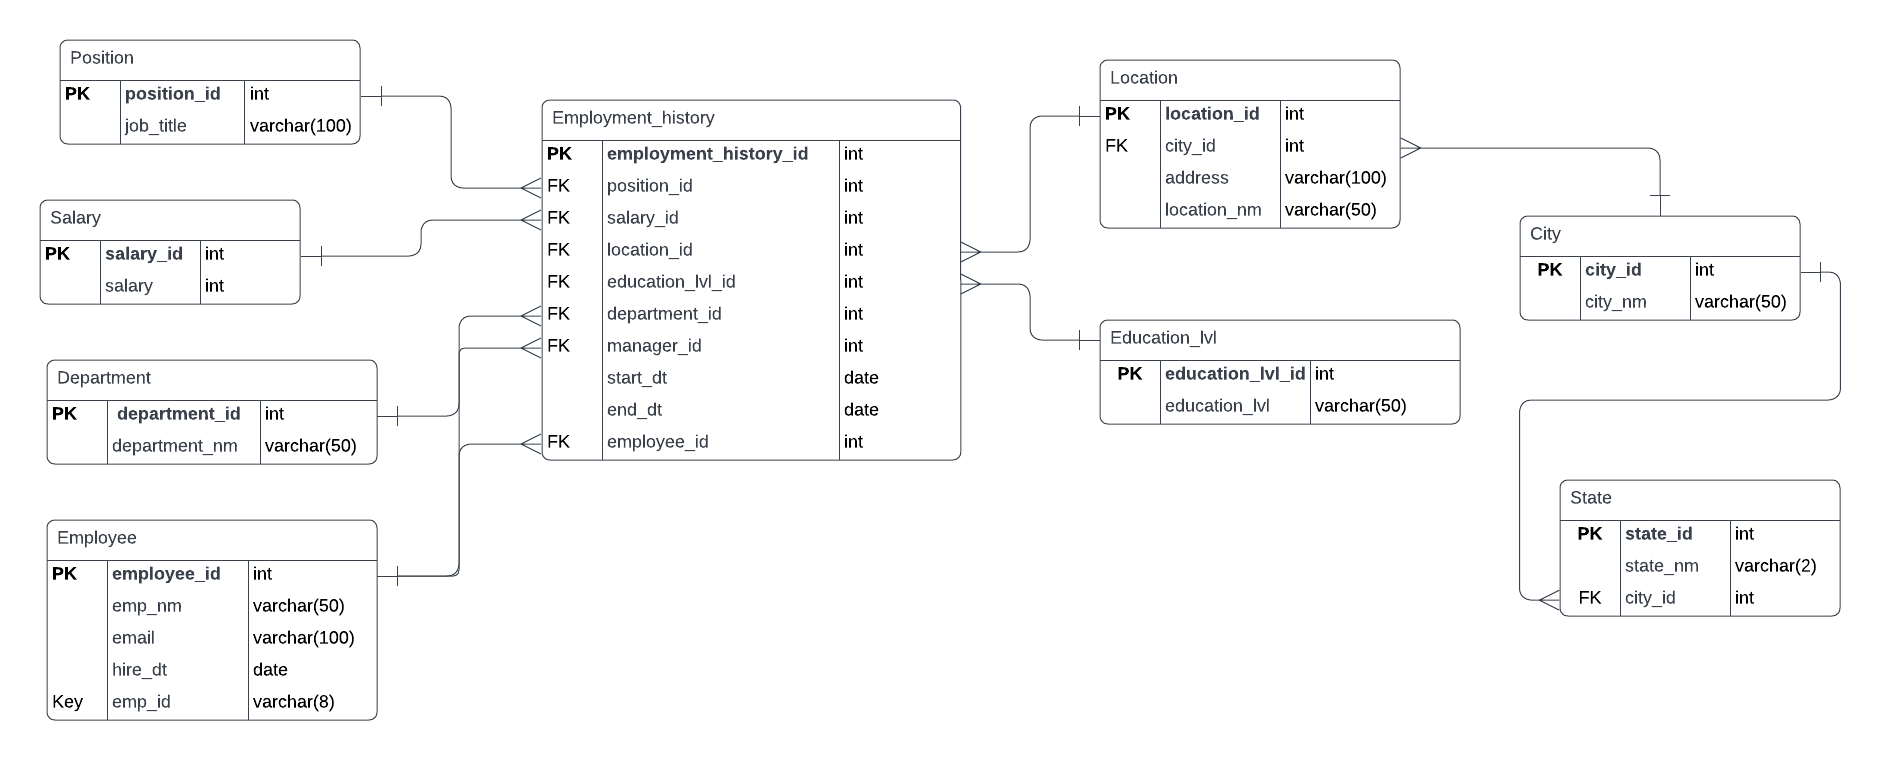 Position
PK position_id int
job_title varchar(100)
Salary
PK salary_id int
salary int
Department
PK department_id int
department_nm varchar(50)
Employee
PK employee_id int
emp_nm varchar(50)
email varchar(100)
hire_dt date
Key emp_id varchar(8)
Employment_history
PK employment_history_id int
FK position_id int
FK salary_id int
FK location_id int
FK education_lvl_id int
FK department_id int
FK manager_id int
start_dt date
end_dt date
FK employee_id int
Location
PK location_id int
FK city_id int
address varchar(100)
location_nm varchar(50)
Education_lvl
PK education_lvl_id int
education_lvl varchar(50)
City
PK city_id int
city_nm varchar(50)
State
PK state_id int
state_nm varchar(2)
FK city_id int